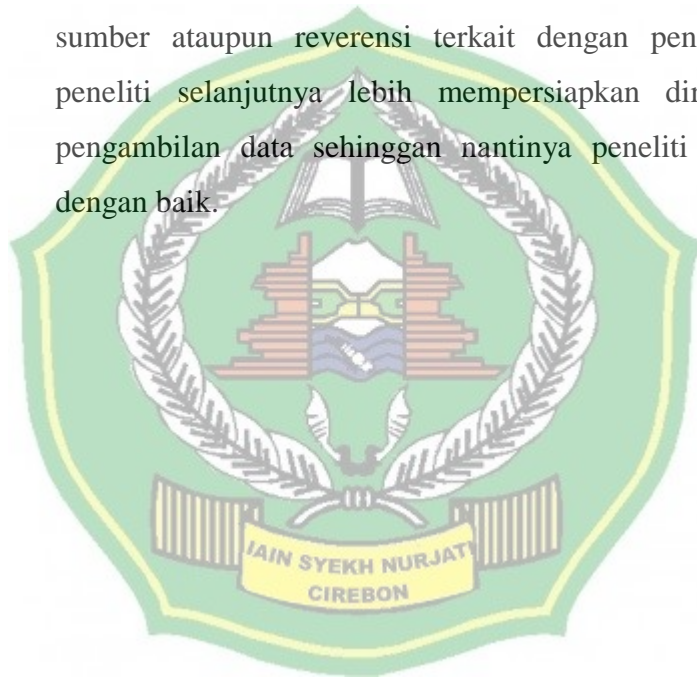 sumber ataupun reverensi terkait dengan pen
peneliti selanjutnya lebih mempersiapkan dir
pengambilan data sehinggan nantinya peneliti
dengan baik.
IAIN SYEKH NURJATI
CIREBON